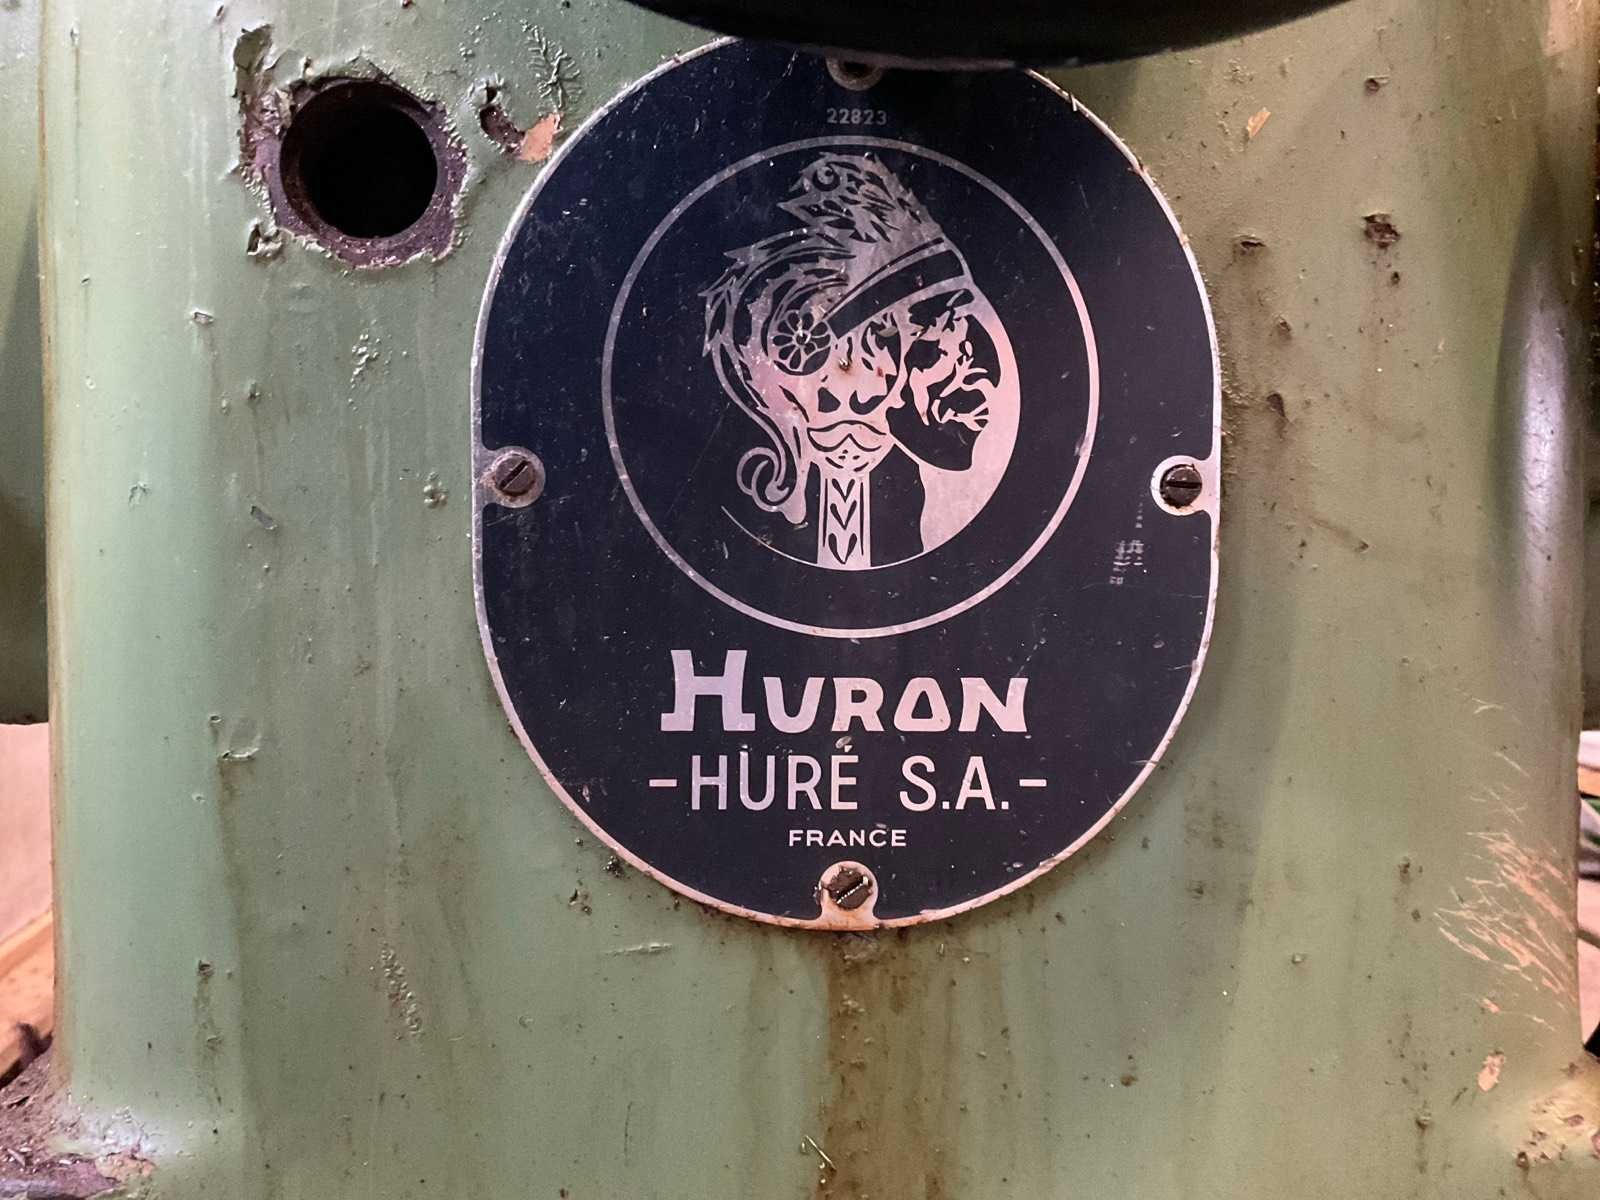 22823
HURON
-HURÉ S.A.-
FRANCE